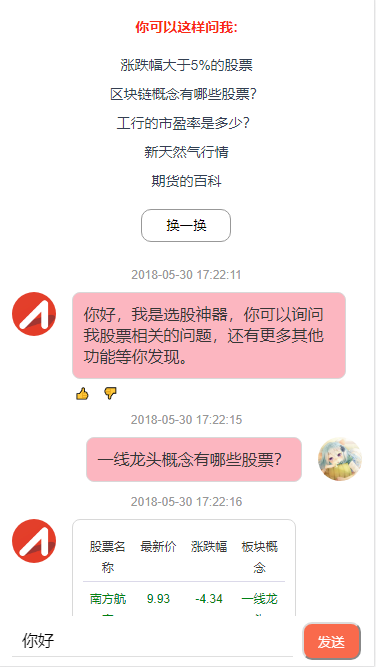 你可以这样问我：
涨跌幅大于5%的股票
区块链概念有哪些股票？
工行的市盈率是多少？
新天然气行情
期货的百科
换一换
2018-05-30 17:22:11
你好，我是选股神器，你可以询问
我股票相关的问题，还有更多其他
功能等你发现。
2018-05-30 17:22:15
一线龙头概念有哪些股票？
2018-05-30 17:22:16
股票名称 最新价 涨跌幅 板块概念
南方航 9.93 -4.34 一线龙
你好 发送